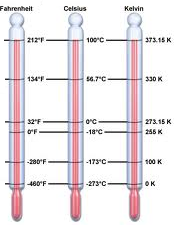 Fahrenheit Celsius Kelvin
212°F 100°C 373.15 K
134°F 56.7°C 330 K
32°F 0°C 273.15 K
0°F -18°C 255 K
-280°F -173°C 100 K
-460°F -273°C 0 K